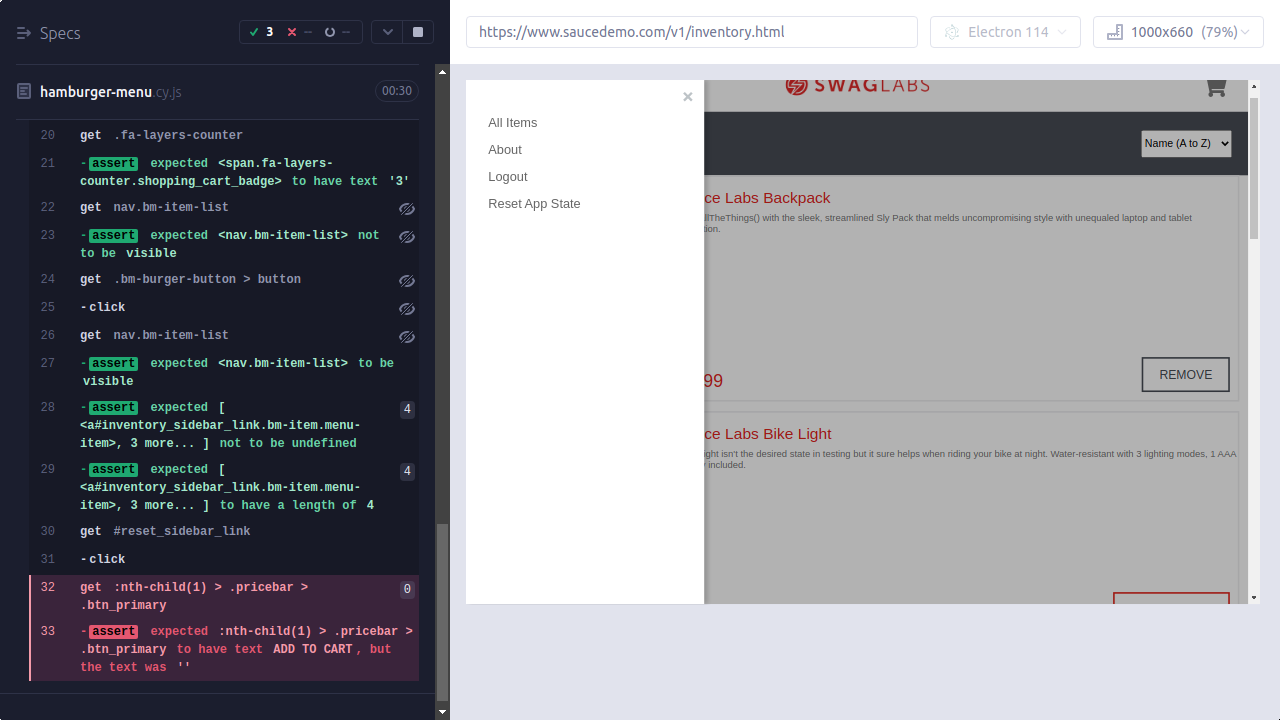 Specs
3
--
--
https://www.saucedemo.com/v1/inventory.html
Electron 114
1000x660 (79%)
hamburger-menu.cy.js
00:30
20 get .fa-layers-counter
21 -assert expected <span.fa-layers-
counter.shopping_cart_badge> to have text '3'
22 get nav.bm-item-list
23 -assert expected <nav.bm-item-list> not
to be visible
24 get .bm-burger-button > button
25 -click
26 get nav.bm-item-list
27 -assert expected <nav.bm-item-list> to be
visible
28 -assert expected [ 4
<a#inventory_sidebar_link.bm-item.menu-
item>, 3 more... ] not to be undefined
29 -assert expected [ 4
<a#inventory_sidebar_link.bm-item.menu-
item>, 3 more... ] to have a length of 4
30 get #reset_sidebar_link
31 -click
32 get :nth-child(1) > .pricebar > 0
.btn_primary
33 -assert expected :nth-child(1) > .pricebar >
.btn_primary to have text ADD TO CART, but
the text was ''
SWAGLABS
All Items
About
Logout
Reset App State
Name (A to Z)
ce Labs Backpack
llTheThings() with the sleek, streamlined Sly Pack that melds uncompromising style with unequaled laptop and tablet
tion.
99
REMOVE
ce Labs Bike Light
ight isn't the desired state in testing but it sure helps when riding your bike at night. Water-resistant with 3 lighting modes, 1 AAA
y included.